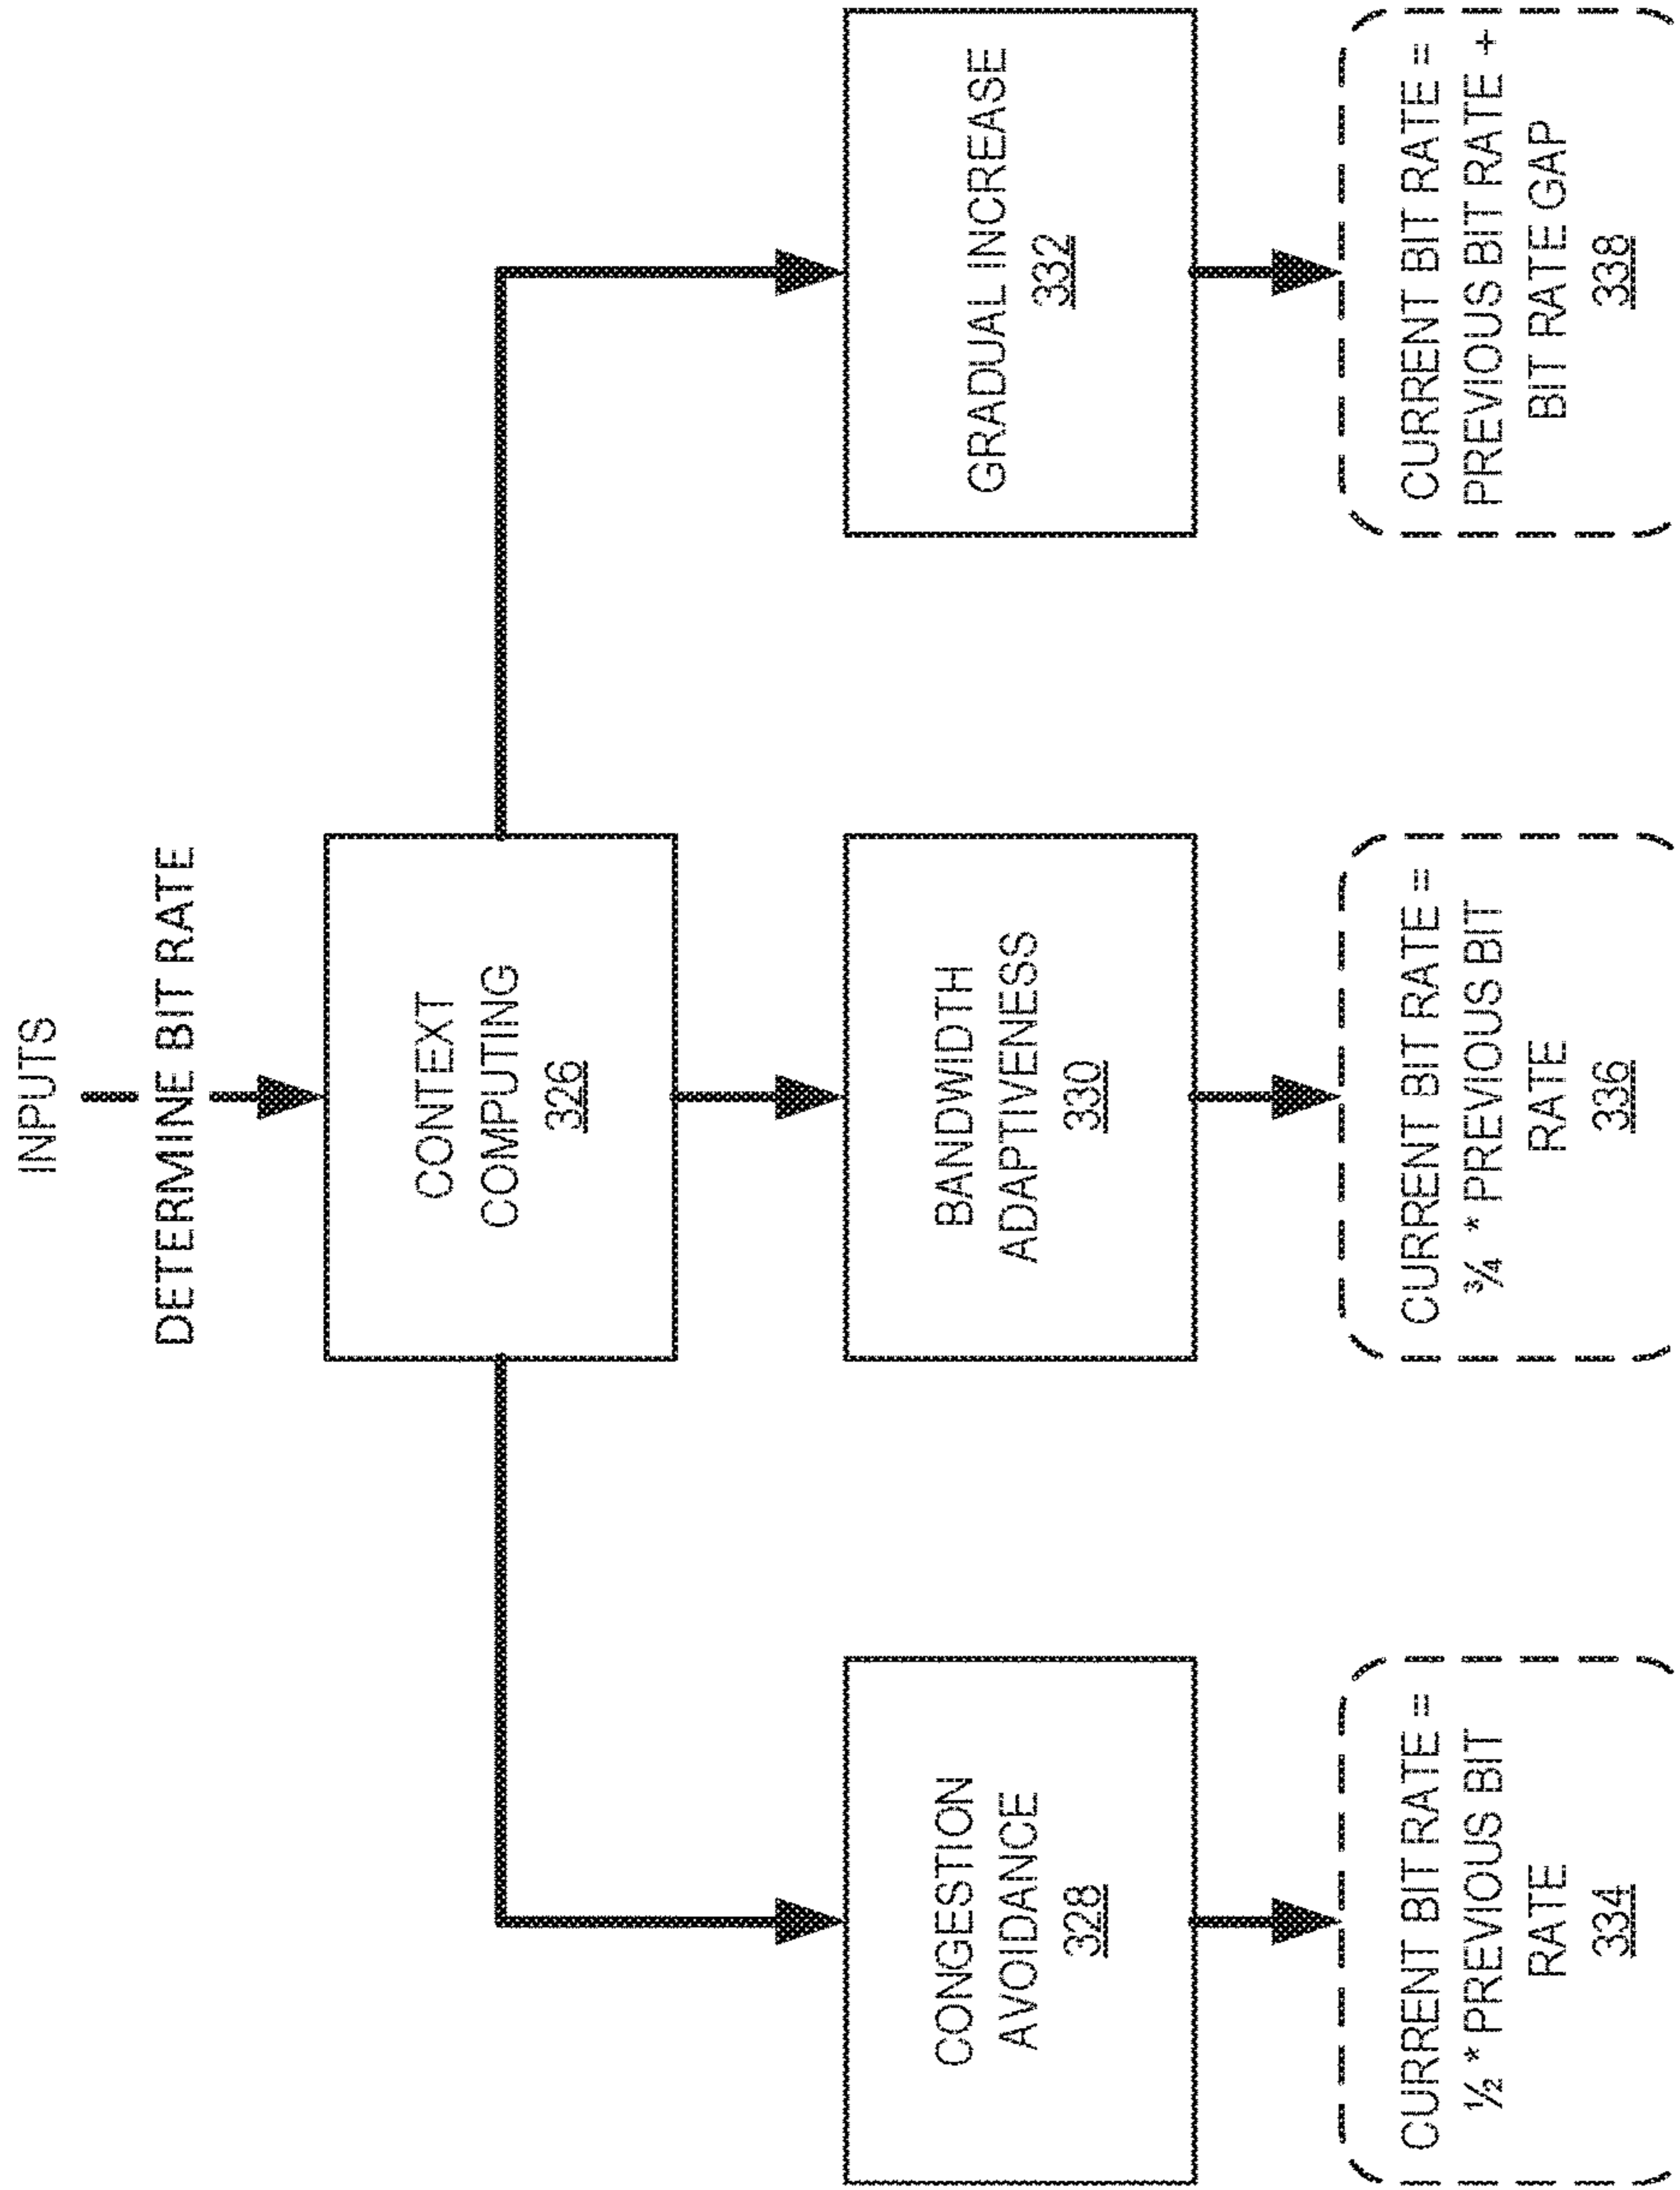 INPUTS
DETERMINE BIT RATE
CONTEXT
COMPUTING
326
CONGESTION
AVOIDANCE
328
BANDWIDTH
ADAPTIVENESS
330
GRADUAL INCREASE
332
CURRENT BIT RATE =
½ * PREVIOUS BIT
RATE
334
CURRENT BIT RATE =
¾ * PREVIOUS BIT
RATE
336
CURRENT BIT RATE =
PREVIOUS BIT RATE +
BIT RATE GAP
338